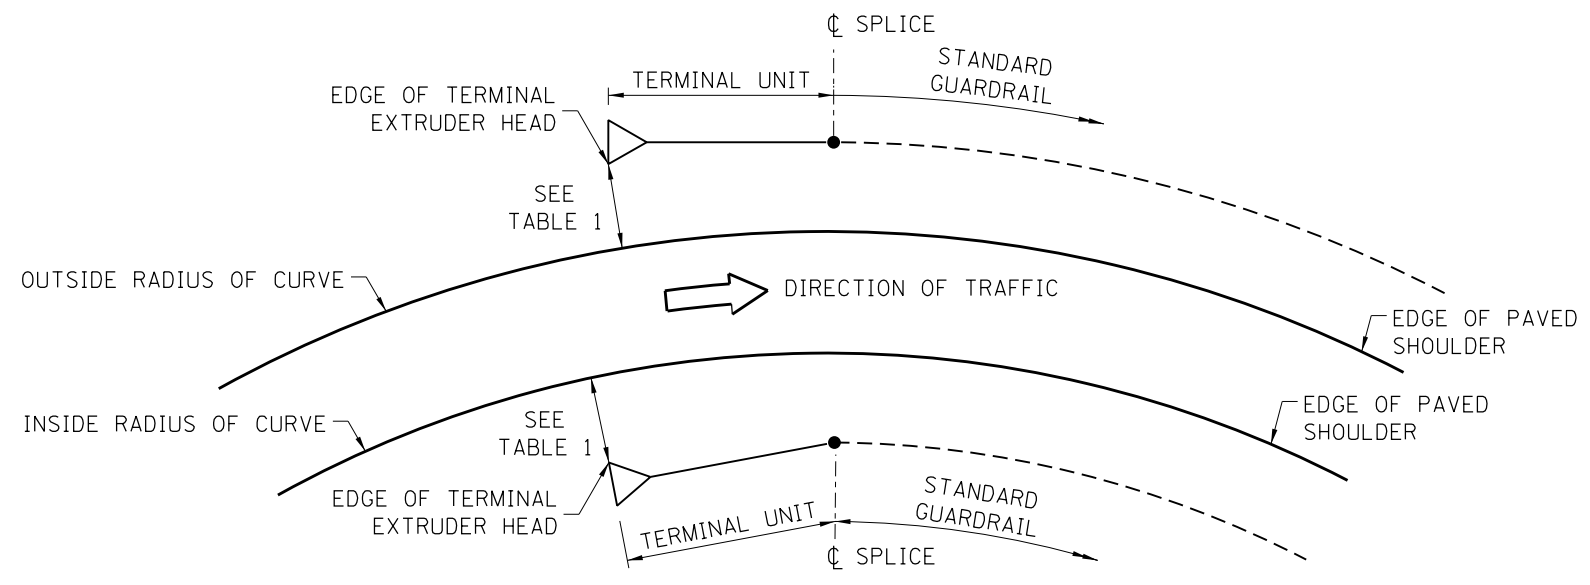 ℄ SPLICE
STANDARD
GUARDRAIL
TERMINAL UNIT
EDGE OF TERMINAL
EXTRUDER HEAD
SEE
TABLE 1
OUTSIDE RADIUS OF CURVE
DIRECTION OF TRAFFIC
EDGE OF PAVED
SHOULDER
INSIDE RADIUS OF CURVE
SEE
TABLE 1
EDGE OF PAVED
SHOULDER
EDGE OF TERMINAL
EXTRUDER HEAD
TERMINAL UNIT
STANDARD
GUARDRAIL
℄ SPLICE